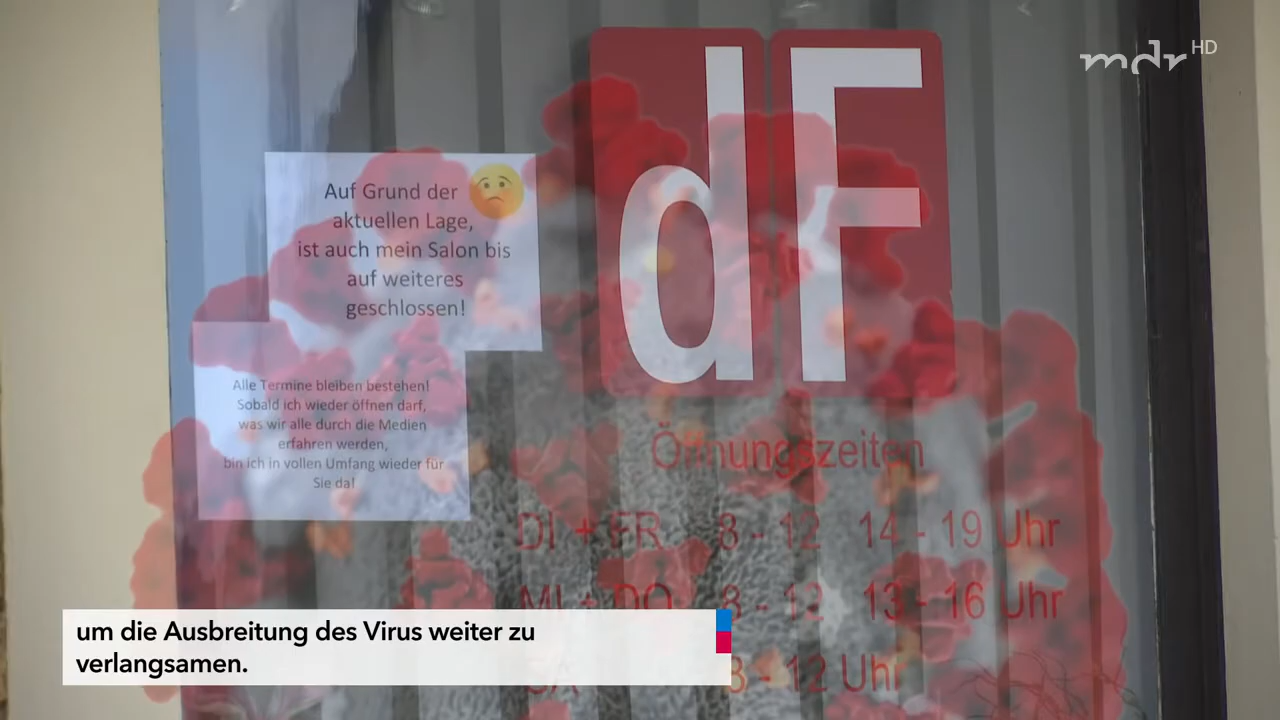 mdr HD
dF
Auf Grund der
aktuellen Lage,
ist auch mein Salon bis
auf weiteres
geschlossen!
Alle Termine bleiben bestehen!
Sobald ich wieder öffnen darf,
was wir alle durch die Medien
erfahren werden,
bin ich in vollen Umfang wieder für
Sie da!
Öffnungszeiten
DI + FR 8 - 12 14 - 19 Uhr
MI + DO 8 - 12 13 - 16 Uhr
SA 8 - 12 Uhr
um die Ausbreitung des Virus weiter zu
verlangsamen.